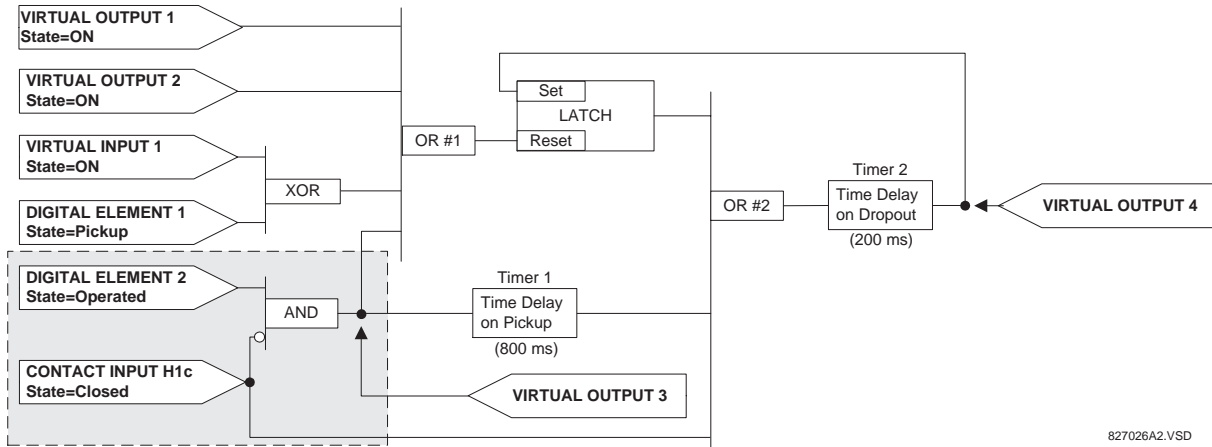 VIRTUAL OUTPUT 1
State=ON
VIRTUAL OUTPUT 2
State=ON
VIRTUAL INPUT 1
State=ON
DIGITAL ELEMENT 1
State=Pickup
DIGITAL ELEMENT 2
State=Operated
CONTACT INPUT H1c
State=Closed
XOR
AND
OR #1
Set
LATCH
Reset
Timer 1
Time Delay
on Pickup
(800 ms)
VIRTUAL OUTPUT 3
OR #2
Timer 2
Time Delay
on Dropout
(200 ms)
VIRTUAL OUTPUT 4
827026A2.VSD